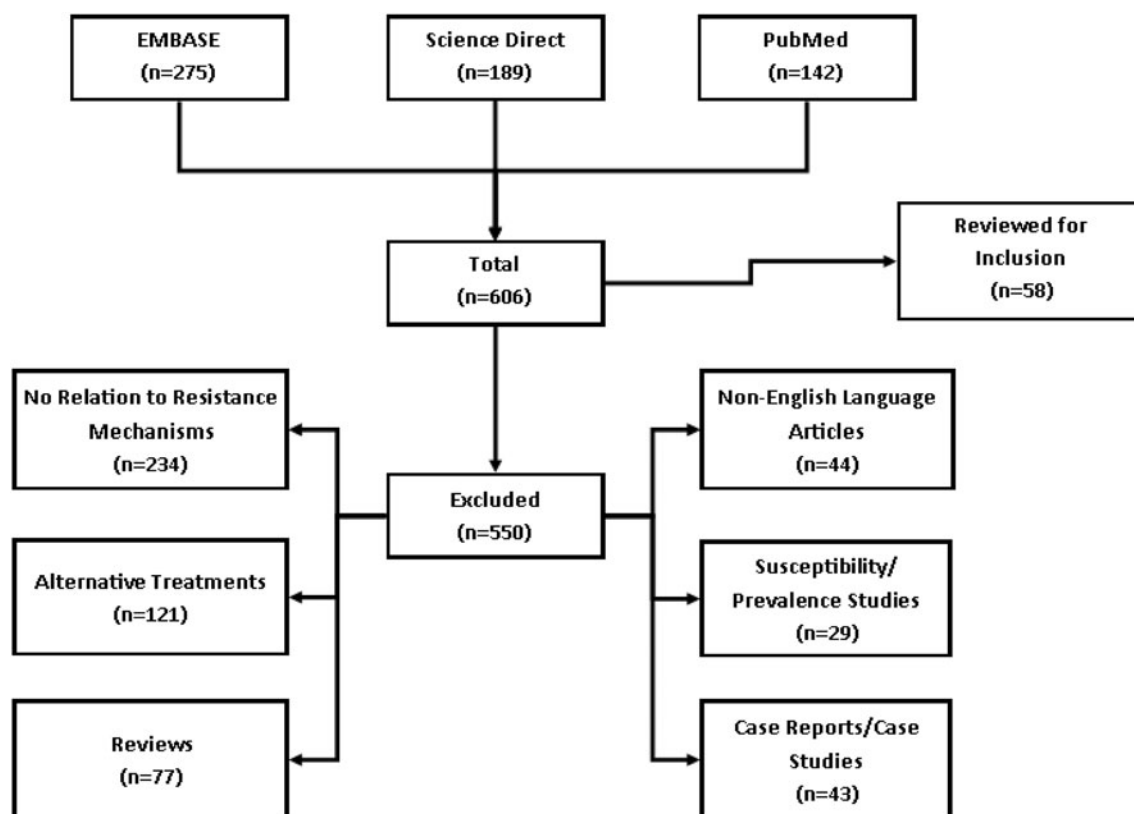 EMBASE
(n=275)
Science Direct
(n=189)
PubMed
(n=142)
Total
(n=606)
Reviewed for
Inclusion
(n=58)
No Relation to Resistance
Mechanisms
(n=234)
Non-English Language
Articles
(n=44)
Excluded
(n=550)
Alternative Treatments
(n=121)
Susceptibility/
Prevalence Studies
(n=29)
Reviews
(n=77)
Case Reports/Case
Studies
(n=43)